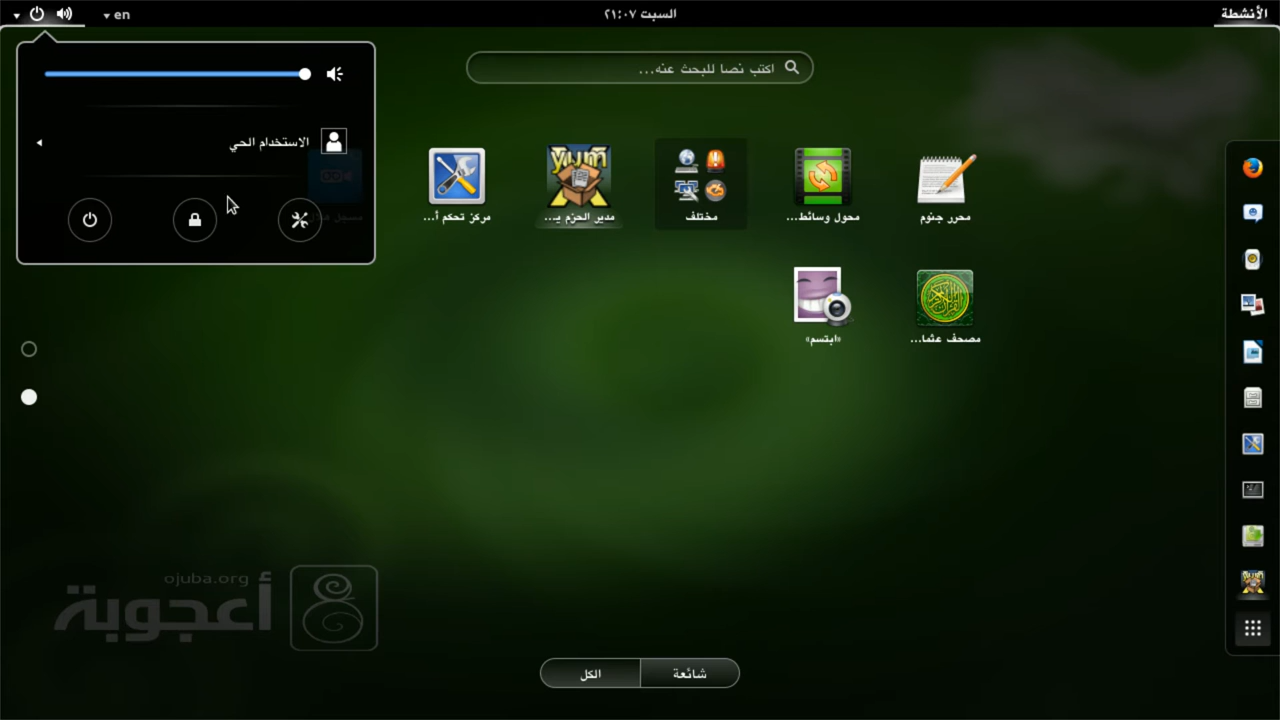 الأنشطة
السبت ٢١:٠٧
en
اكتب نصا للبحث عنه...
الاستخدام الحي
محرر جنوم
محول وسائط...
مختلف
مدير الحزم يـ...
مركز تحكم أ...
مصحف عثما...
«ابتسم»
ojuba.org
أعجوبة
شائعة
الكل